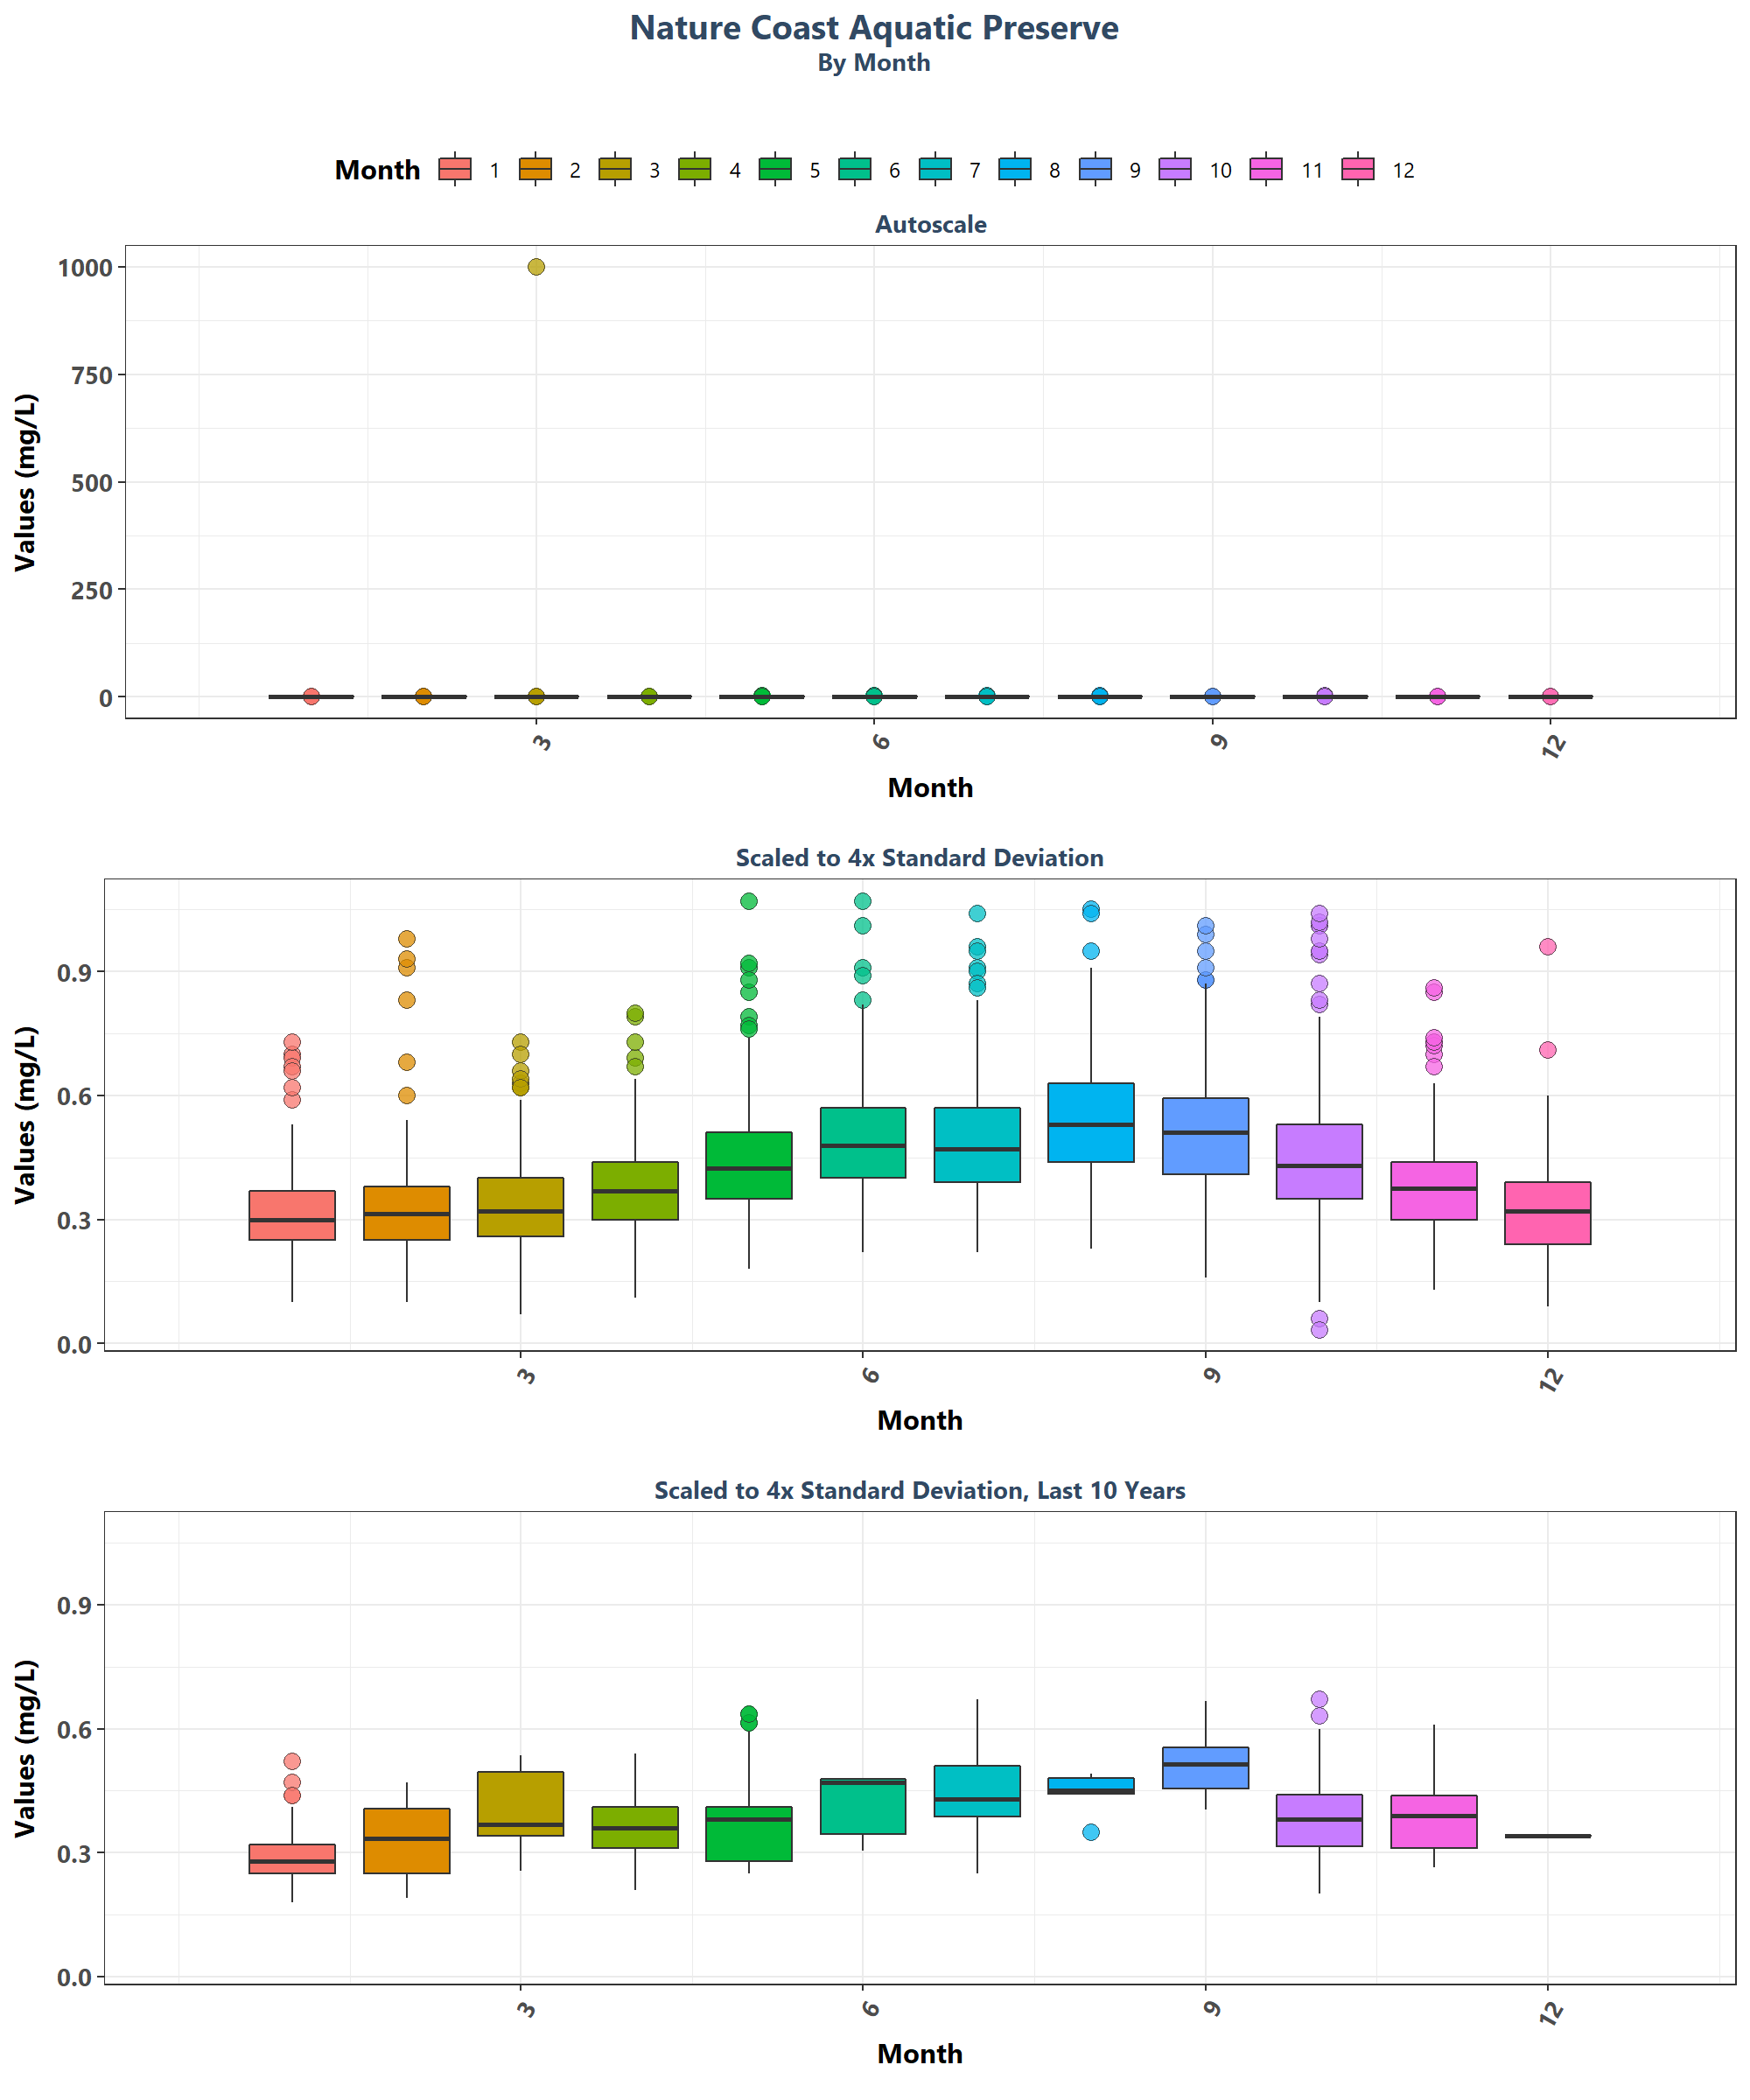 Nature Coast Aquatic Preserve
By Month
Month 1 2 3 4 5 6 7 8 9 10 11 12
Autoscale
Values (mg/L)
1000
750
500
250
0
3 6 9 12
Month
Scaled to 4x Standard Deviation
Values (mg/L)
0.9
0.6
0.3
0.0
3 6 9 12
Month
Scaled to 4x Standard Deviation, Last 10 Years
Values (mg/L)
0.9
0.6
0.3
0.0
3 6 9 12
Month